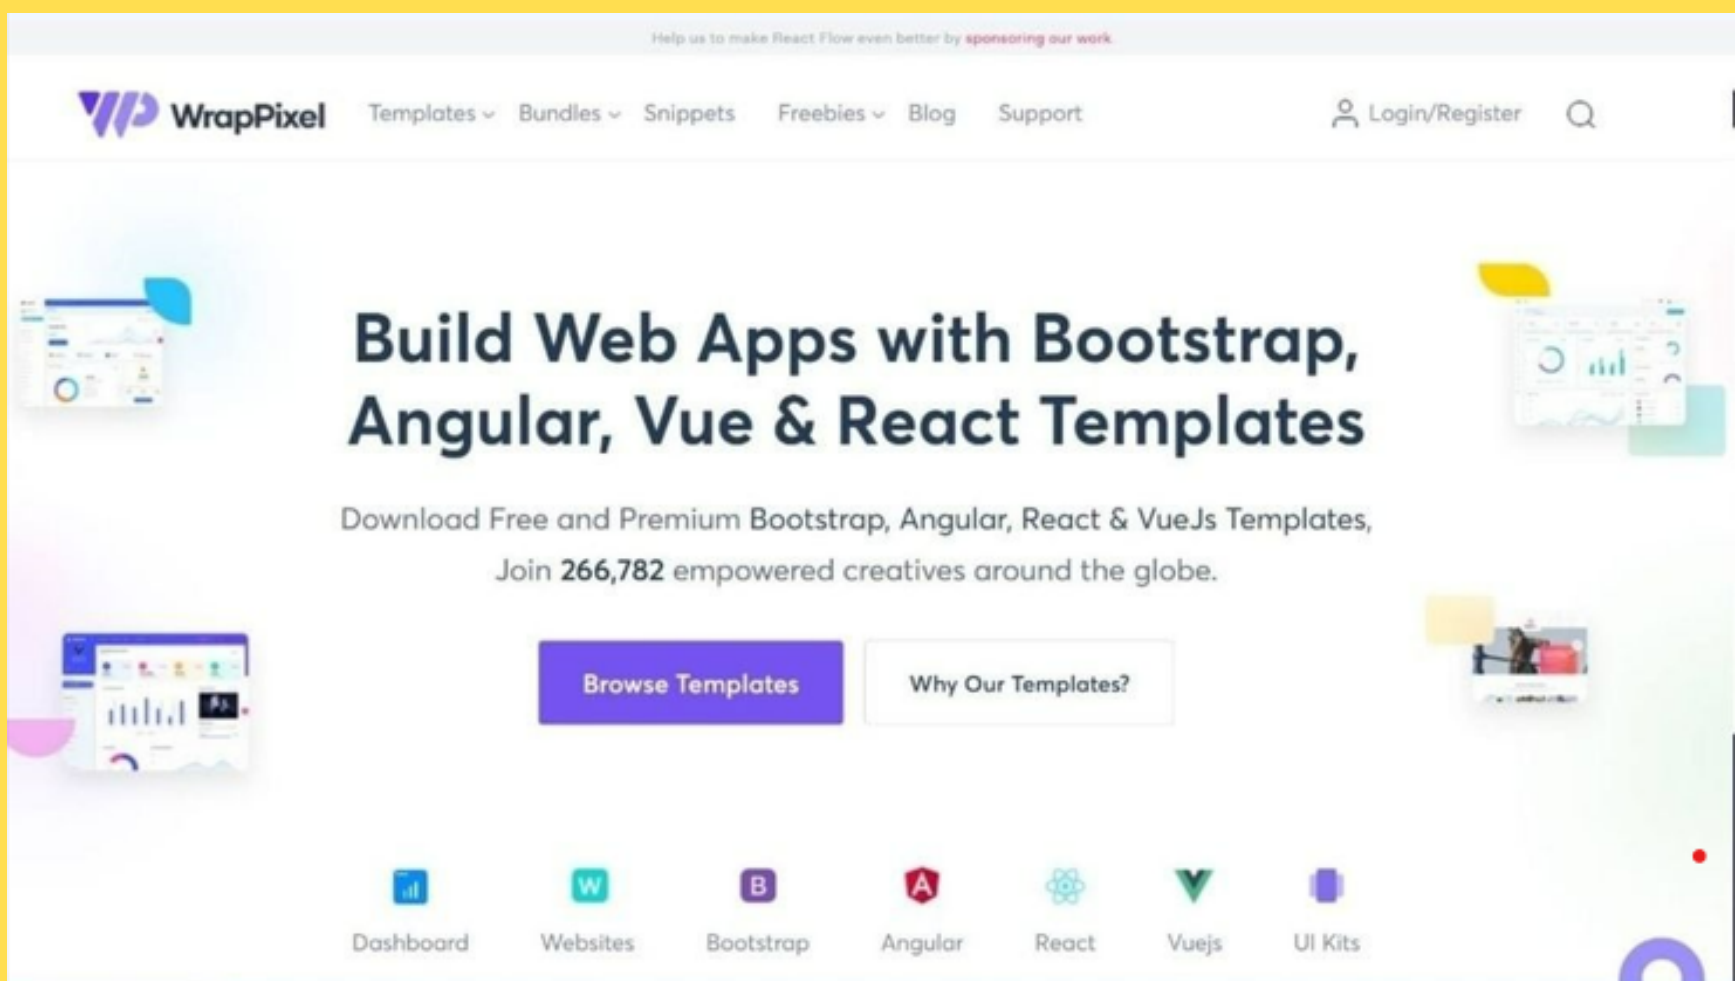 Help us to make React Flow even better by sponsoring our work
WrapPixel
Templates Bundles Snippets Freebies Blog Support Login/Register
Build Web Apps with Bootstrap,
Angular, Vue & React Templates
Download Free and Premium Bootstrap, Angular, React & VueJs Templates,
Join 266,782 empowered creatives around the globe.
Browse Templates
Why Our Templates?
W B A
Dashboard Websites Bootstrap Angular React Vuejs UI Kits